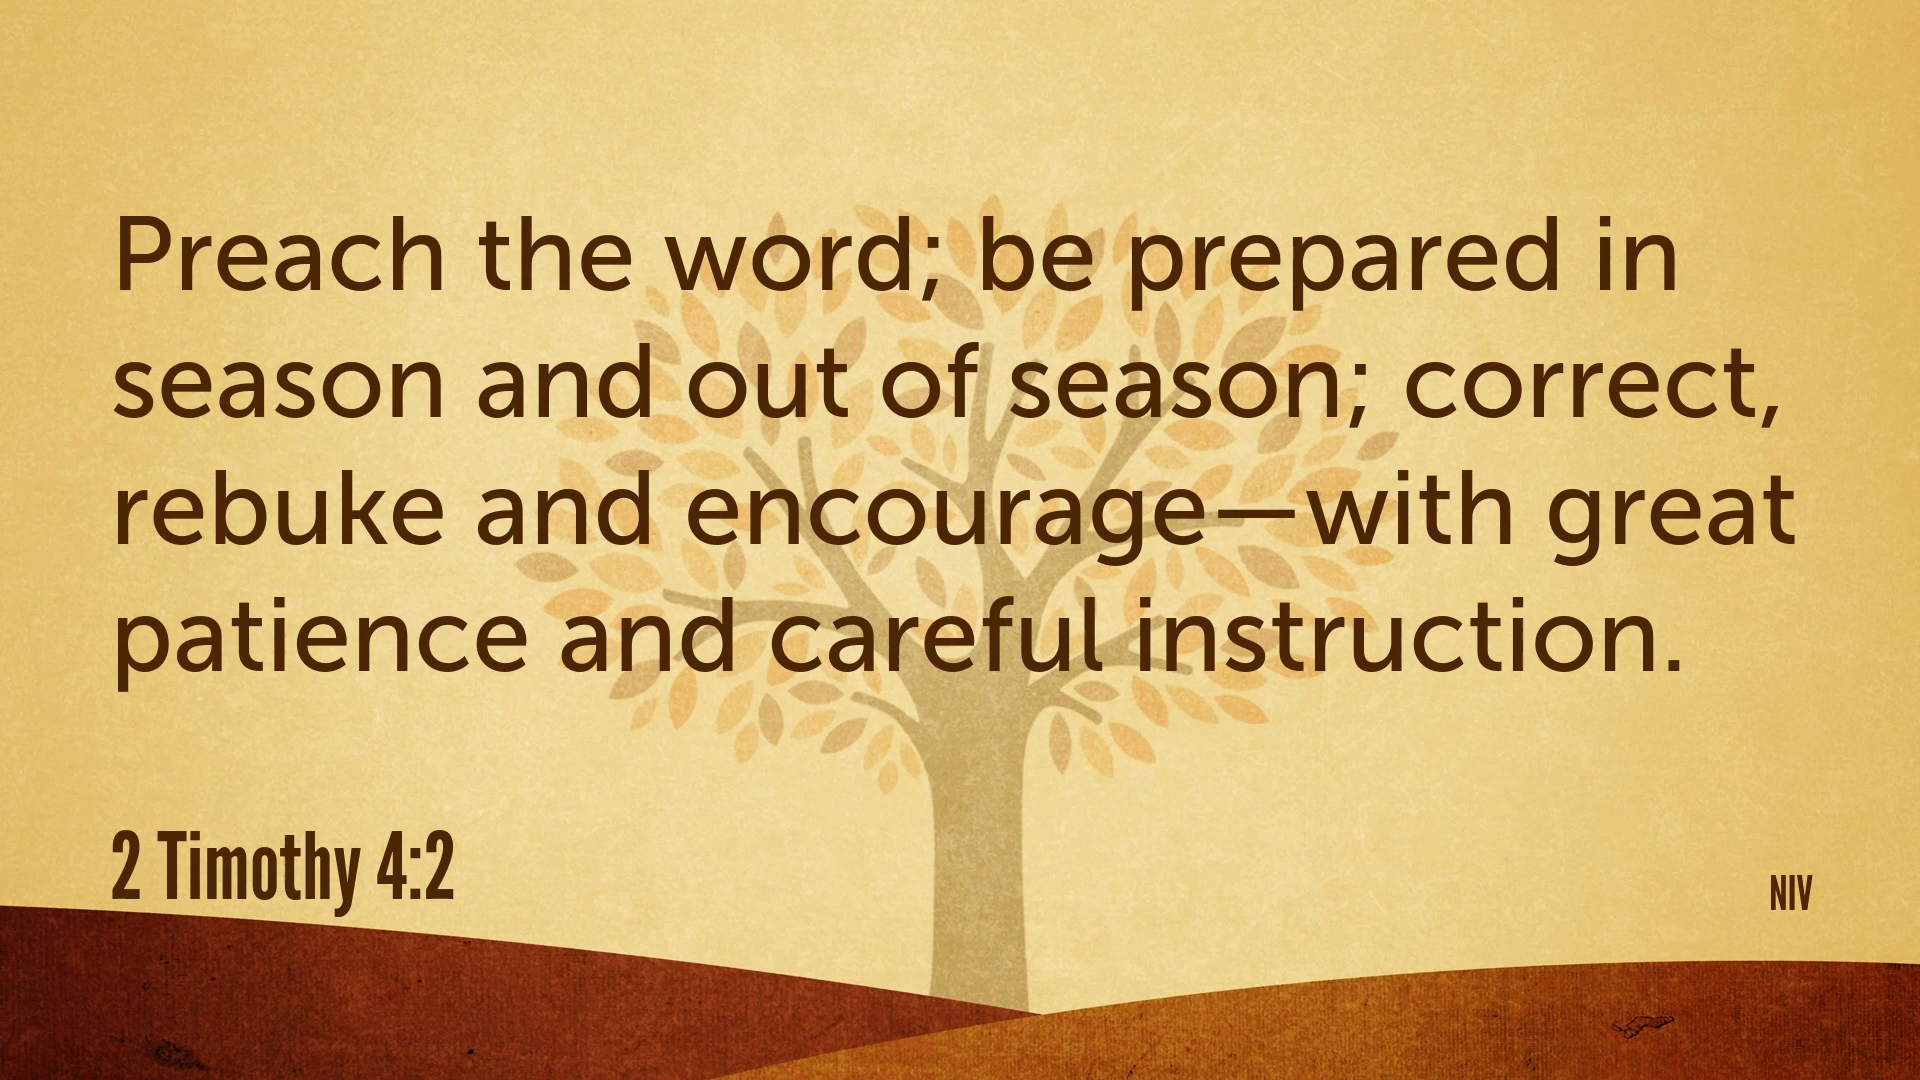 Preach the word; be prepared in
season and out of season; correct,
rebuke and encourage—with great
patience and careful instruction.
2 Timothy 4:2
NIV